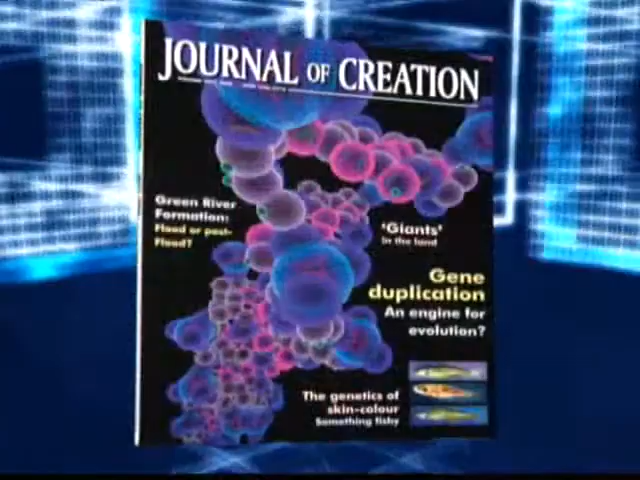 JOURNAL OF CREATION
Green River
Formation:
Flood or post-
Flood?
'Giants'
in the land
Gene
duplication
An engine for
evolution?
The genetics of
skin-colour
Something fishy